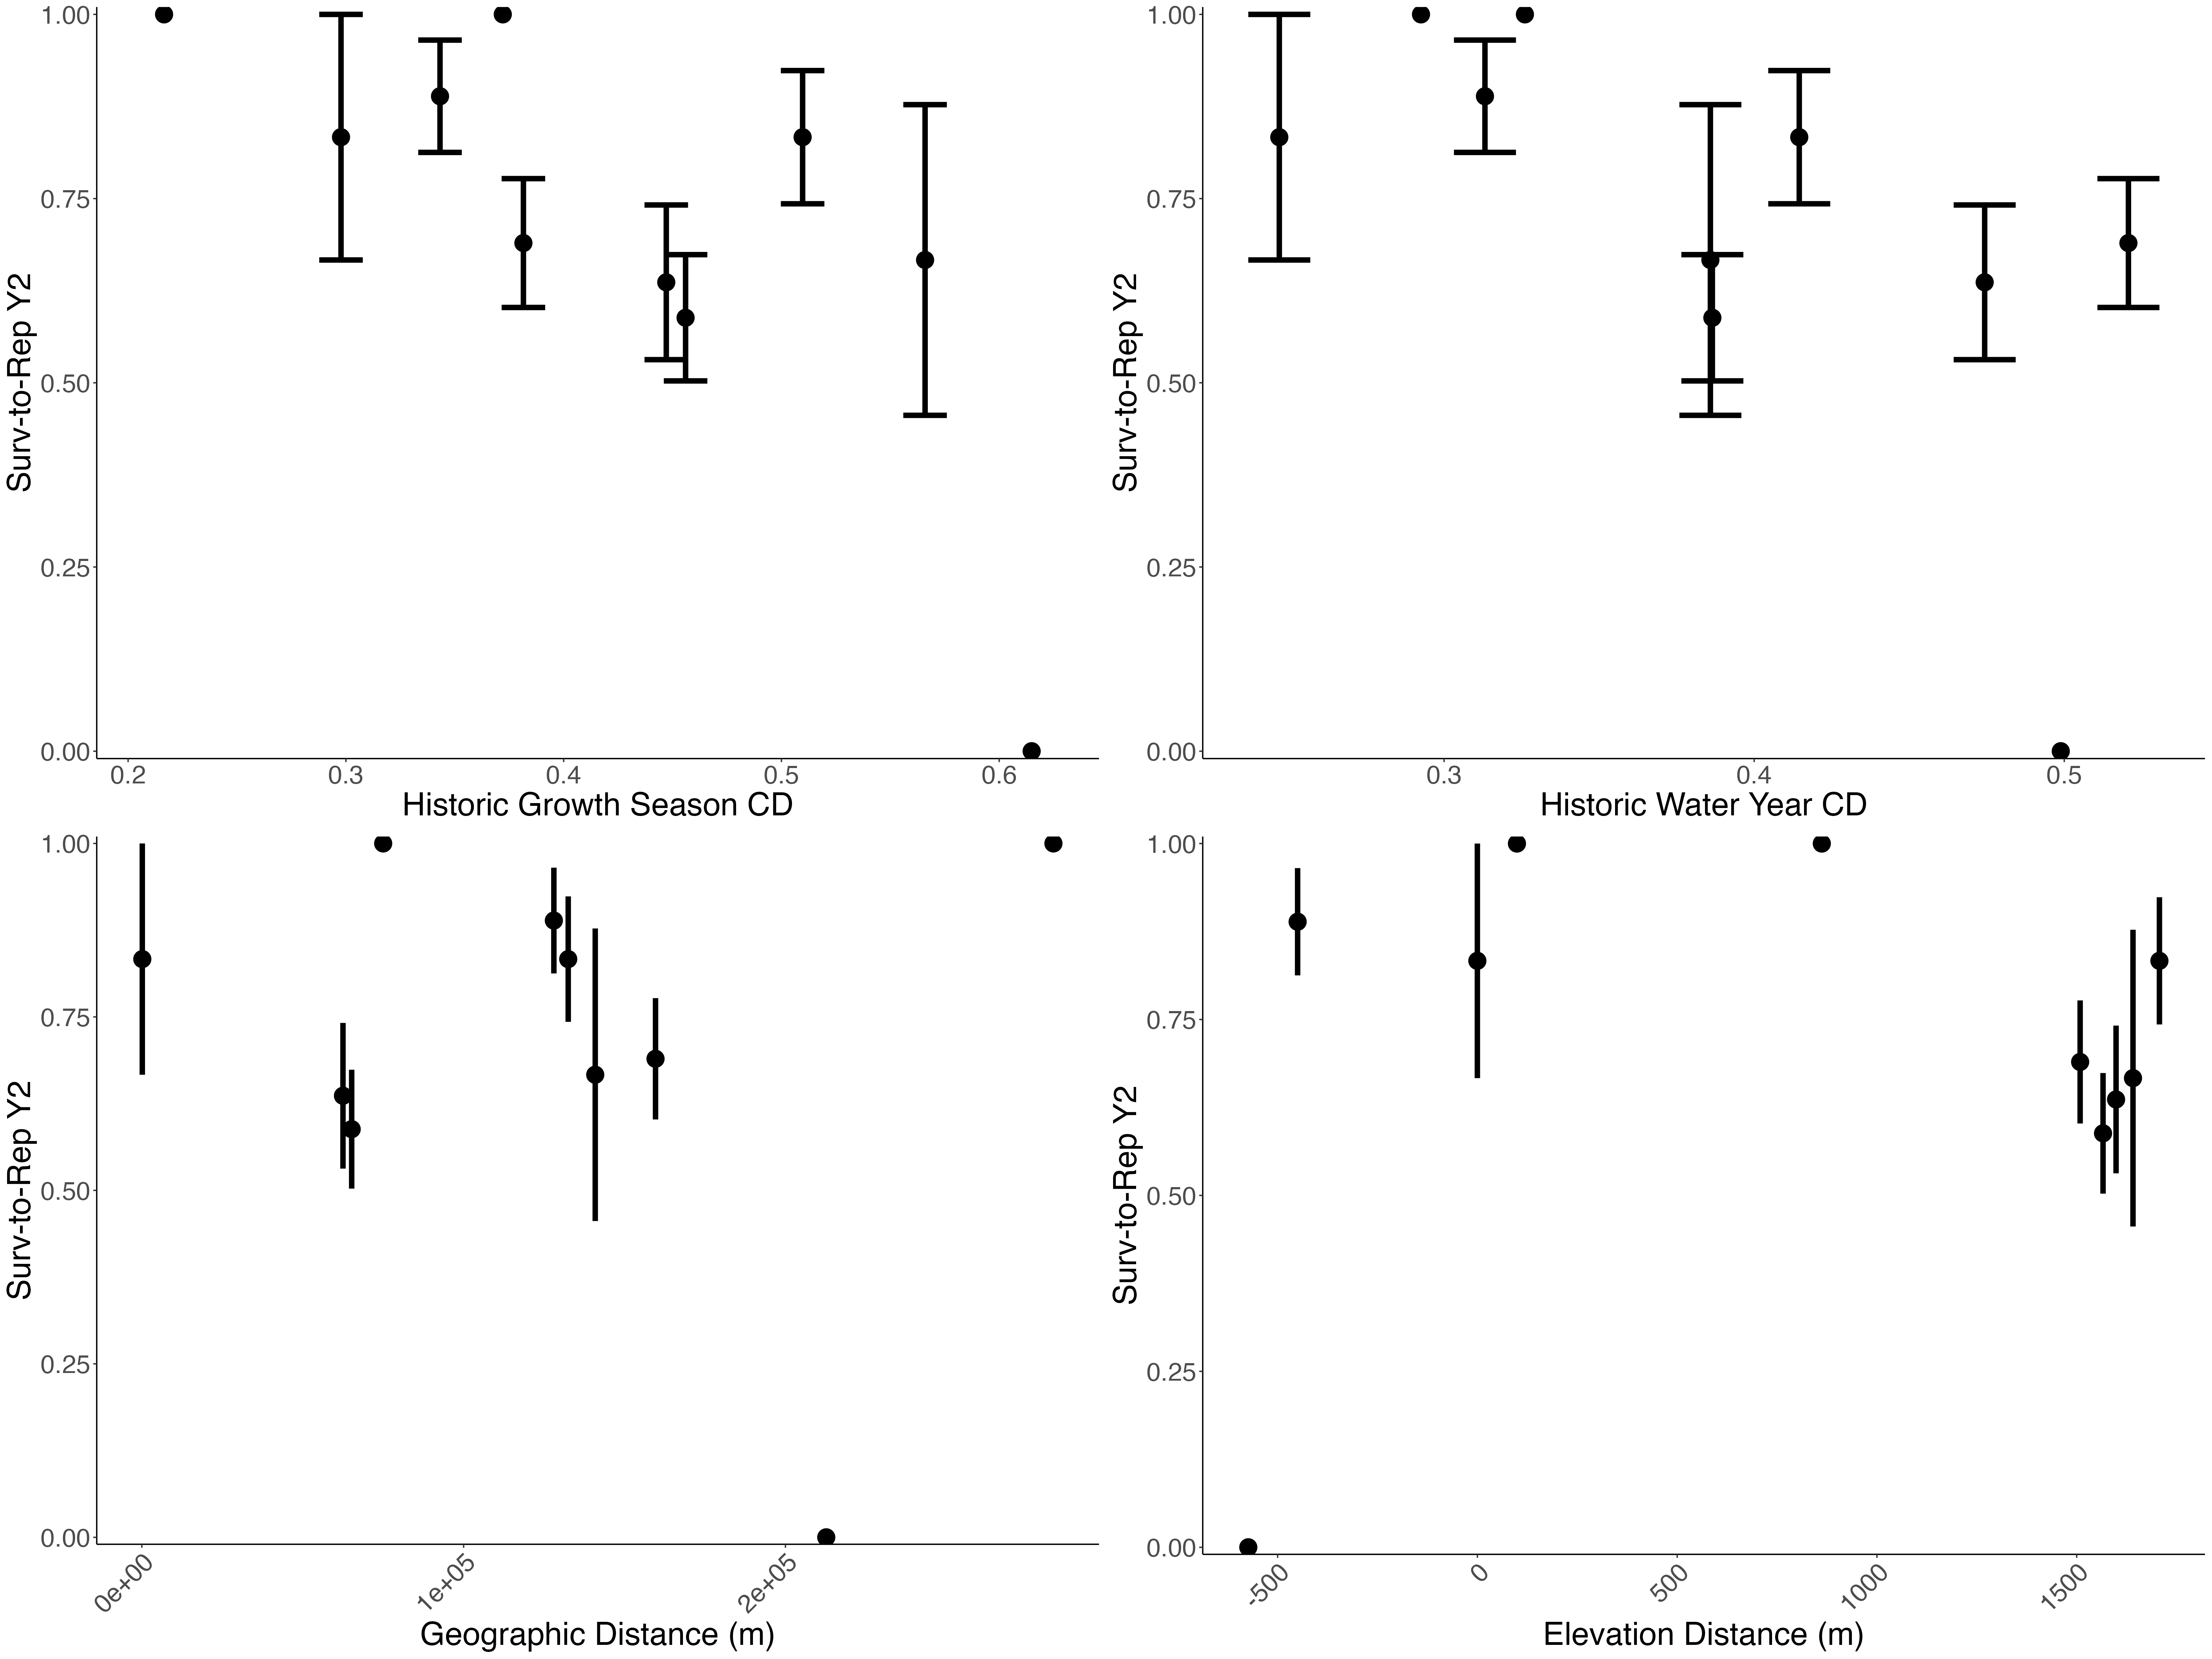 1.00
0.75
0.50
0.25
0.00
Surv-to-Rep Y2
0.2 0.3 0.4 0.5 0.6
Historic Growth Season CD
1.00
0.75
0.50
0.25
0.00
Surv-to-Rep Y2
0.3 0.4 0.5
Historic Water Year CD
1.00
0.75
0.50
0.25
0.00
Surv-to-Rep Y2
0e+00 1e+05 2e+05
Geographic Distance (m)
1.00
0.75
0.50
0.25
0.00
Surv-to-Rep Y2
-500 0 500 1000 1500
Elevation Distance (m)